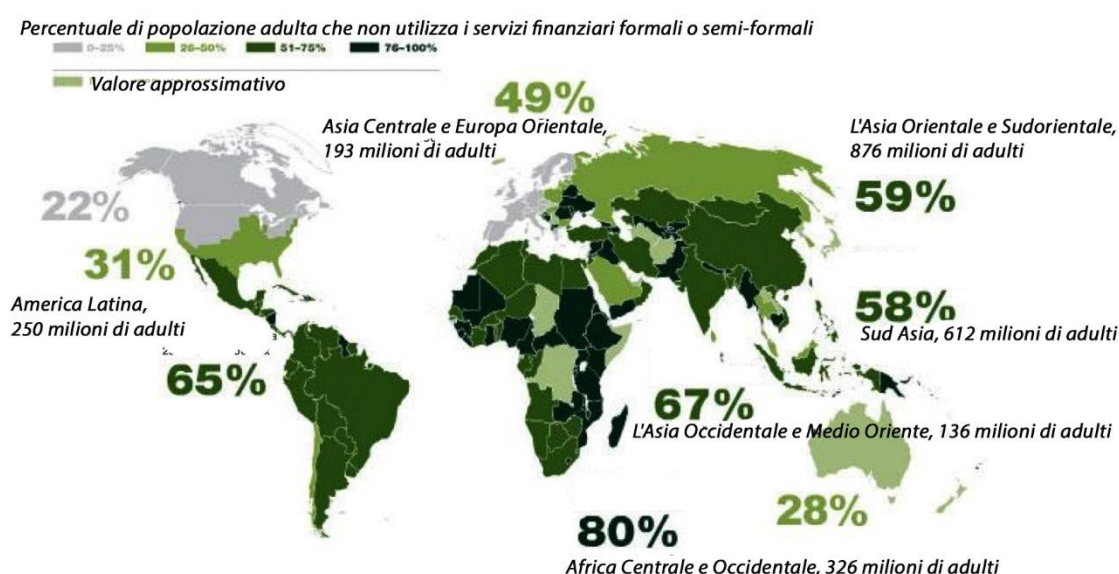 Percentuale di popolazione adulta che non utilizza i servizi finanziari formali o semi-formali
0–25% 26–50% 51–75% 76–100%
Valore approssimativo
49%
Asia Centrale e Europa Orientale,
193 milioni di adulti
L'Asia Orientale e Sudorientale,
876 milioni di adulti
59%
22%
31%
America Latina,
250 milioni di adulti
65%
58%
Sud Asia, 612 milioni di adulti
67%
L'Asia Occidentale e Medio Oriente, 136 milioni di adulti
28%
80%
Africa Centrale e Occidentale, 326 milioni di adulti